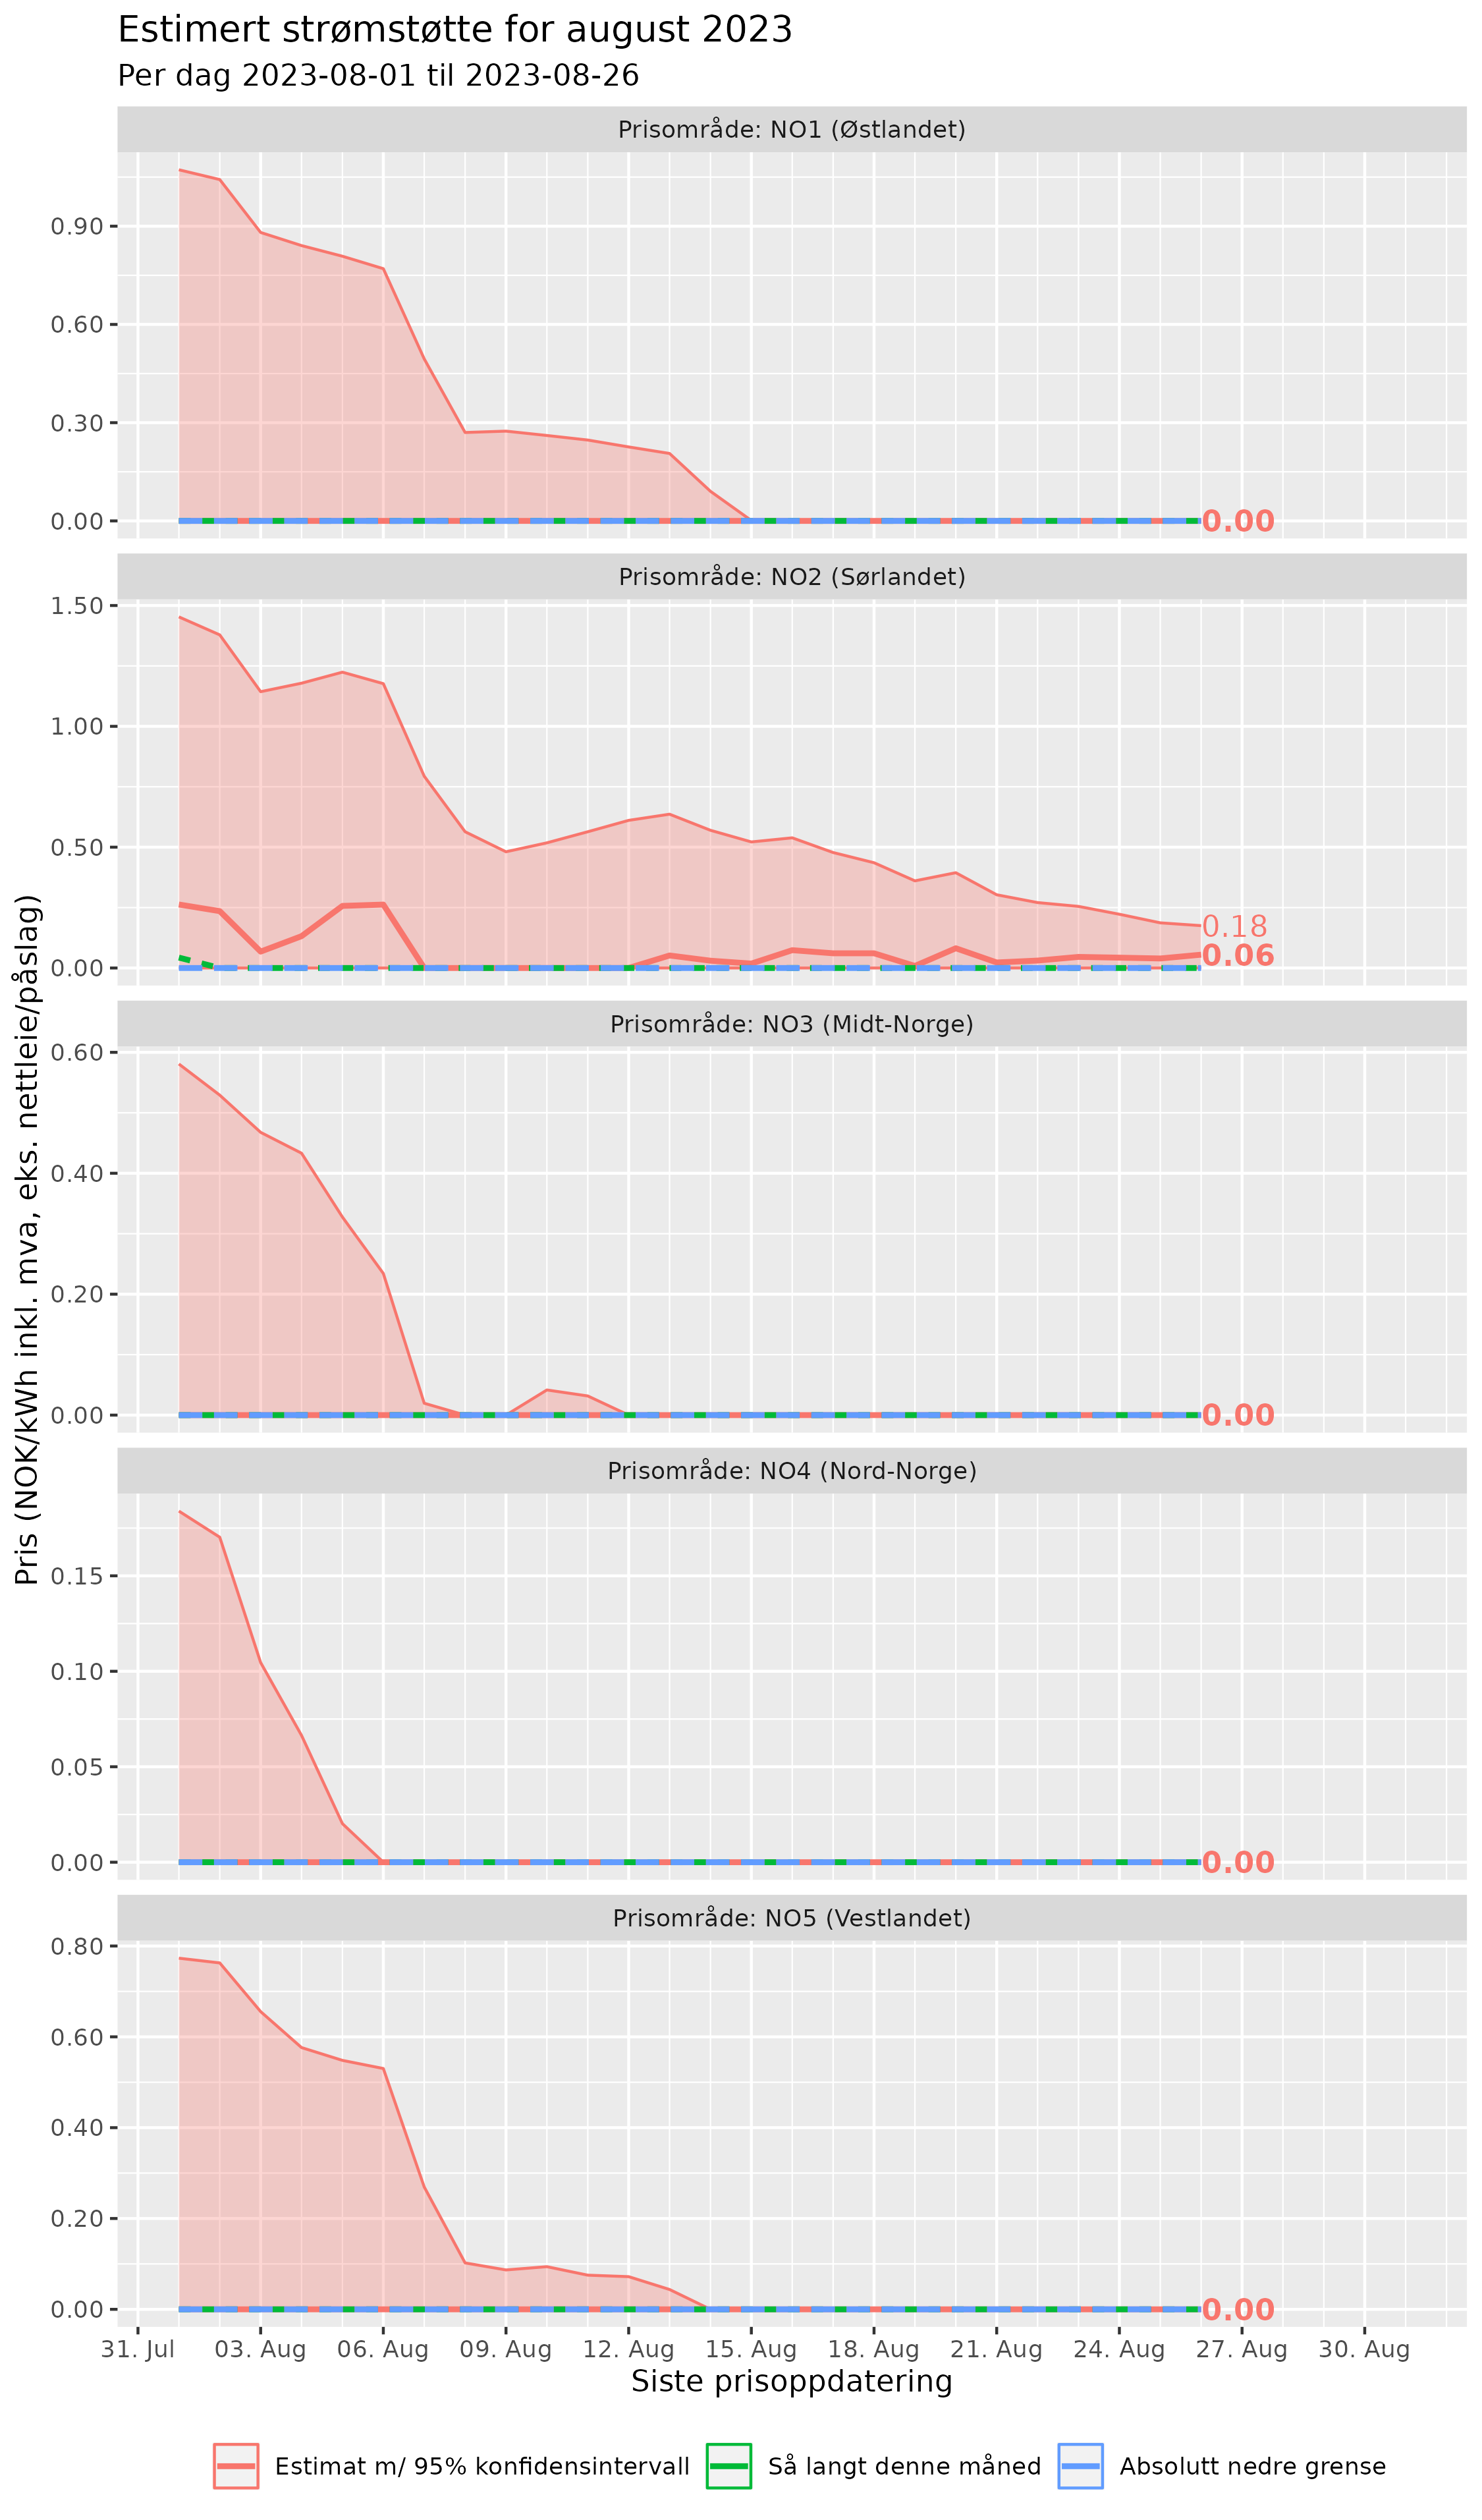 Estimert strømstøtte for august 2023
Per dag 2023-08-01 til 2023-08-26
Pris (NOK/kWh inkl. mva, eks. nettleie/påslag)
Prisområde: NO1 (Østlandet)
0.90
0.60
0.30
0.00
0.00
Prisområde: NO2 (Sørlandet)
1.50
1.00
0.50
0.00
0.18
0.06
Prisområde: NO3 (Midt-Norge)
0.60
0.40
0.20
0.00
0.00
Prisområde: NO4 (Nord-Norge)
0.15
0.10
0.05
0.00
0.00
Prisområde: NO5 (Vestlandet)
0.80
0.60
0.40
0.20
0.00
0.00
31. Jul 03. Aug 06. Aug 09. Aug 12. Aug 15. Aug 18. Aug 21. Aug 24. Aug 27. Aug 30. Aug
Siste prisoppdatering
Estimat m/ 95% konfidensintervall Så langt denne måned Absolutt nedre grense